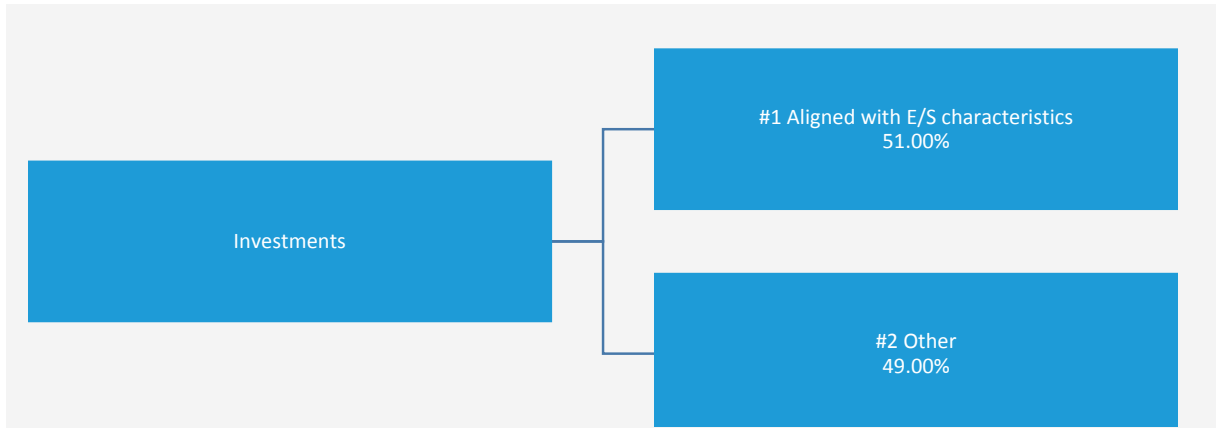 Investments
#1 Aligned with E/S characteristics
51.00%
#2 Other
49.00%